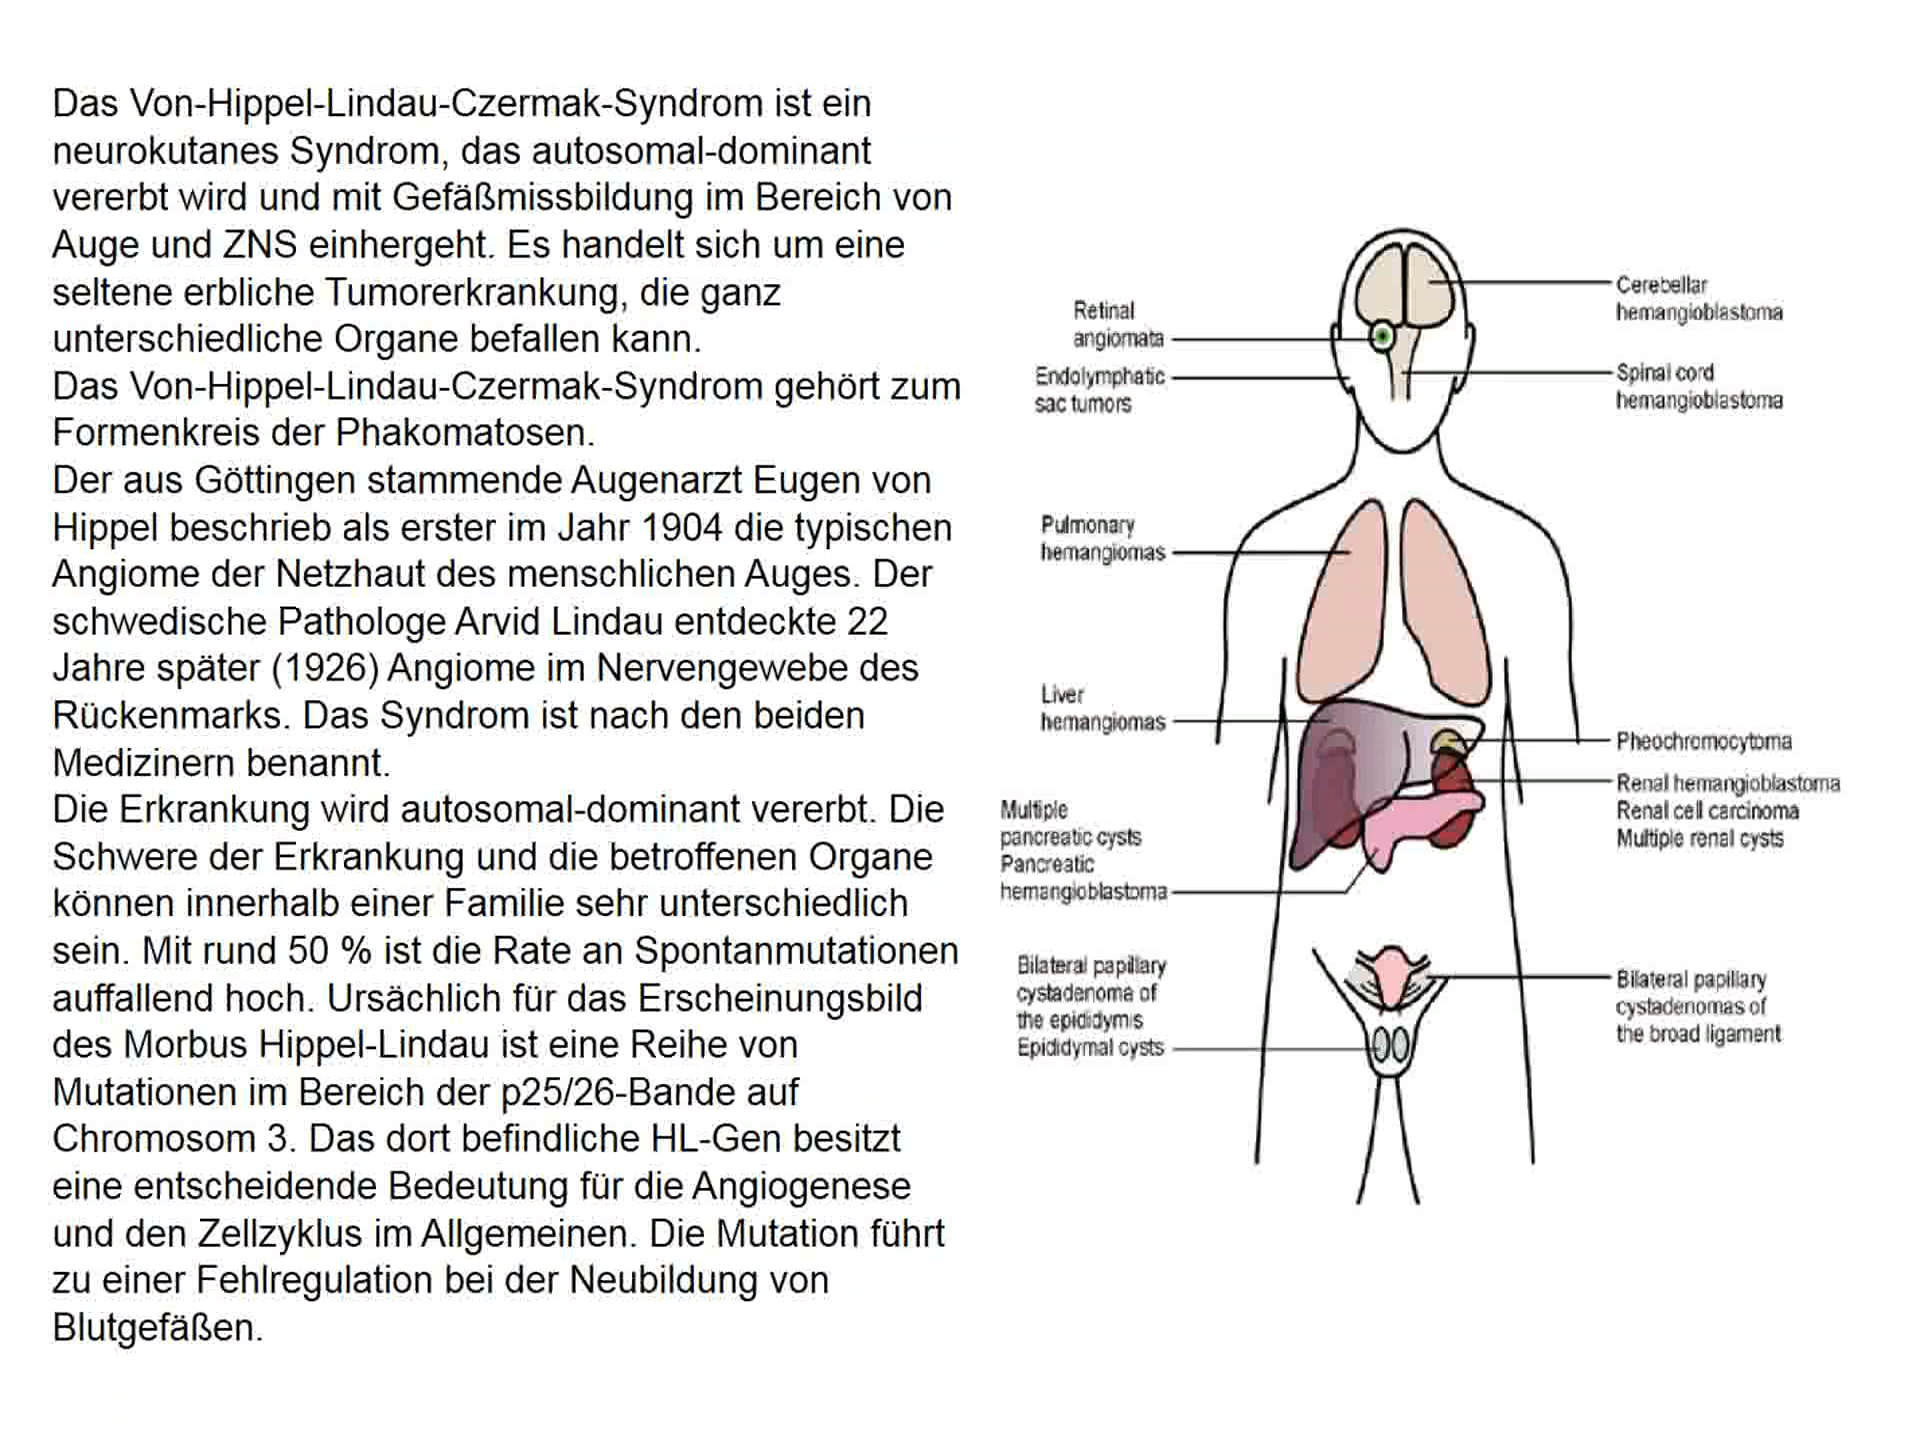 Das Von-Hippel-Lindau-Czermak-Syndrom ist ein
neurokutanes Syndrom, das autosomal-dominant
vererbt wird und mit Gefäßmissbildung im Bereich von
Auge und ZNS einhergeht. Es handelt sich um eine
seltene erbliche Tumorerkrankung, die ganz
unterschiedliche Organe befallen kann.
Das Von-Hippel-Lindau-Czermak-Syndrom gehört zum
Formenkreis der Phakomatosen.
Der aus Göttingen stammende Augenarzt Eugen von
Hippel beschrieb als erster im Jahr 1904 die typischen
Angiome der Netzhaut des menschlichen Auges. Der
schwedische Pathologe Arvid Lindau entdeckte 22
Jahre später (1926) Angiome im Nervengewebe des
Rückenmarks. Das Syndrom ist nach den beiden
Medizinern benannt.
Die Erkrankung wird autosomal-dominant vererbt. Die
Schwere der Erkrankung und die betroffenen Organe
können innerhalb einer Familie sehr unterschiedlich
sein. Mit rund 50 % ist die Rate an Spontanmutationen
auffallend hoch. Ursächlich für das Erscheinungsbild
des Morbus Hippel-Lindau ist eine Reihe von
Mutationen im Bereich der p25/26-Bande auf
Chromosom 3. Das dort befindliche HL-Gen besitzt
eine entscheidende Bedeutung für die Angiogenese
und den Zellzyklus im Allgemeinen. Die Mutation führt
zu einer Fehlregulation bei der Neubildung von
Blutgefäßen.
Retinal
angiomata
Endolymphatic
sac tumors
Pulmonary
hemangiomas
Liver
hemangiomas
Multiple
pancreatic cysts
Pancreatic
hemangioblastoma
Bilateral papillary
cystadenoma of
the epididymis
Epididymal cysts
Cerebellar
hemangioblastoma
Spinal cord
hemangioblastoma
Pheochromocytoma
Renal hemangioblastoma
Renal cell carcinoma
Multiple renal cysts
Bilateral papillary
cystadenomas of
the broad ligament